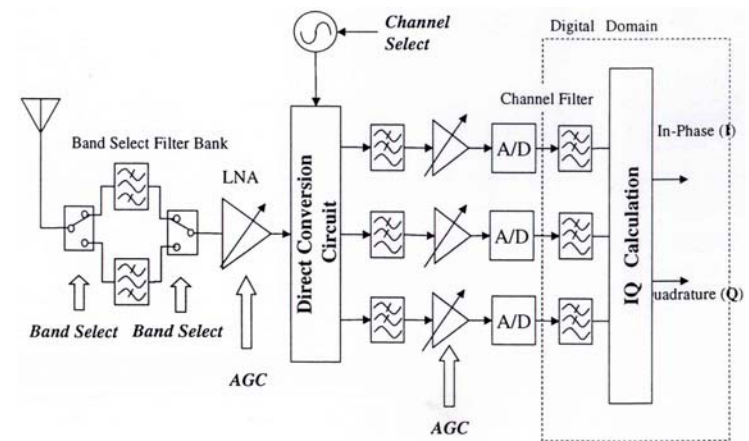 Channel
Select
Digital Domain
Channel Filter
Band Select Filter Bank
LNA
Direct Conversion
Circuit
A/D
A/D
A/D
IQ Calculation
In-Phase (I)
uadrature (Q)
Band Select
Band Select
AGC
AGC